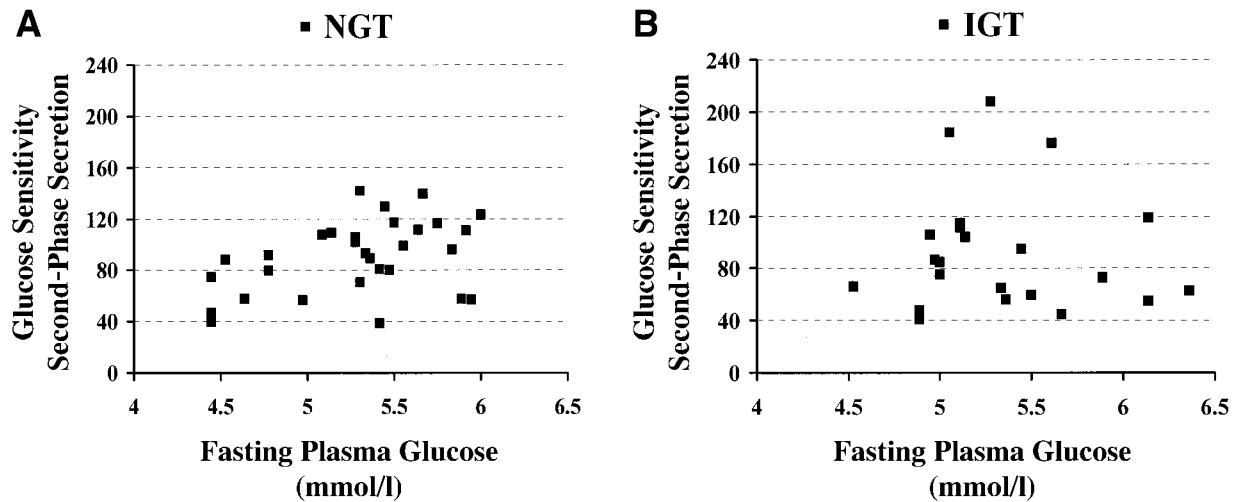 A
■ NGT
Glucose Sensitivity
Second-Phase Secretion
240
200
160
120
80
40
0
4 4.5 5 5.5 6 6.5
Fasting Plasma Glucose
(mmol/l)
B
■ IGT
Glucose Sensitivity
Second-Phase Secretion
240
200
160
120
80
40
0
4 4.5 5 5.5 6 6.5
Fasting Plasma Glucose
(mmol/l)